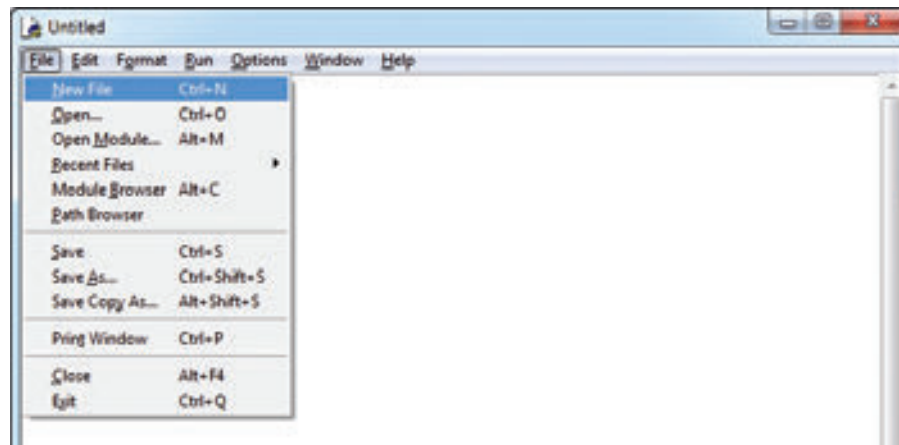 Untitled
File Edit Format Run Options Window Help
New File Ctrl+N
Open... Ctrl+O
Open Module... Alt+M
Recent Files
Module Browser Alt+C
Path Browser
Save Ctrl+S
Save As... Ctrl+Shift+S
Save Copy As... Alt+Shift+S
Print Window Ctrl+P
Close Alt+F4
Exit Ctrl+Q